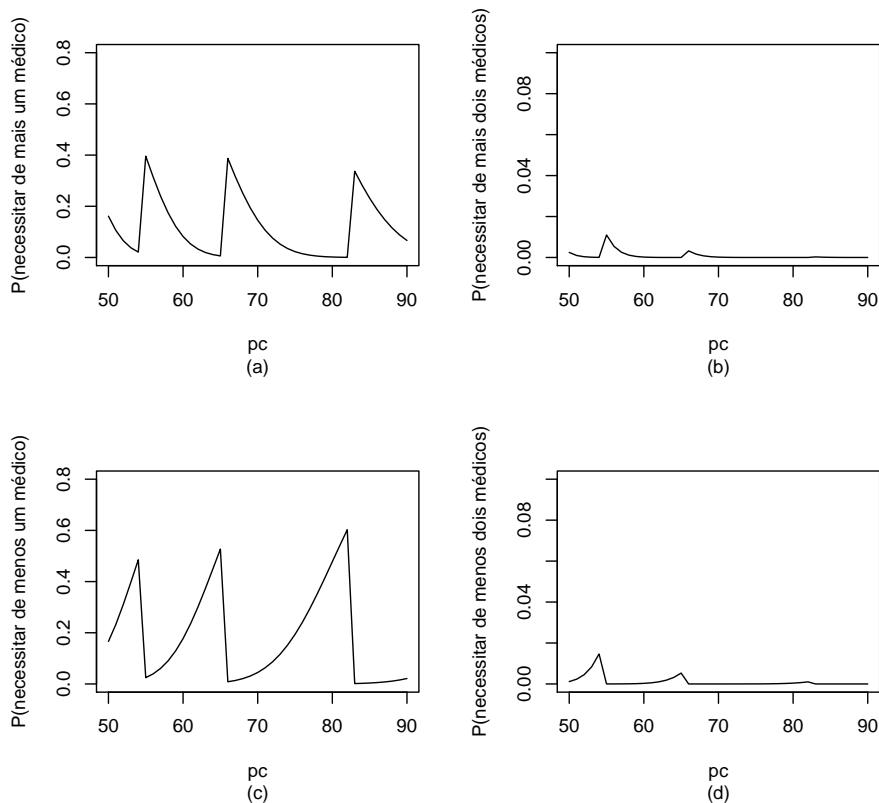 P(necessitar de mais um médico)
0.0 0.2 0.4 0.6 0.8
50 60 70 80 90
pc
(a)
P(necessitar de mais dois médicos)
0.00 0.04 0.08
50 60 70 80 90
pc
(b)
P(necessitar de menos um médico)
0.0 0.2 0.4 0.6 0.8
50 60 70 80 90
pc
(c)
P(necessitar de menos dois médicos)
0.00 0.04 0.08
50 60 70 80 90
pc
(d)